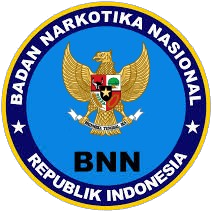 BADAN NARKOTIKA NASIONAL
BNN
REPUBLIK INDONESIA